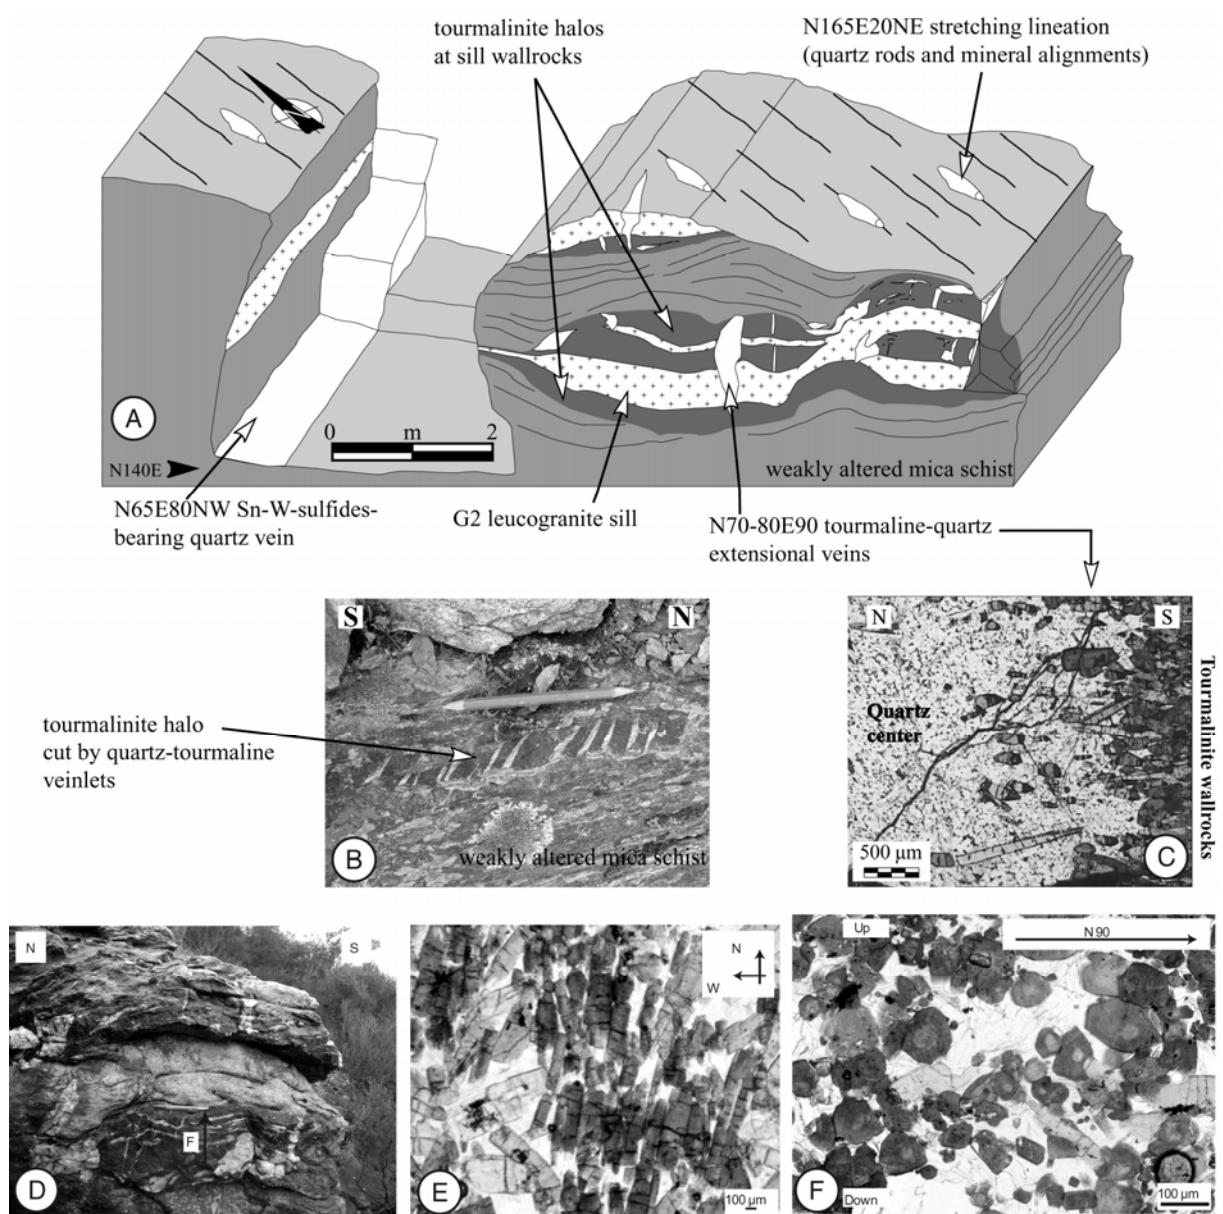 tourmalinite halos
at sill wallrocks
N165E20NE stretching lineation
(quartz rods and mineral alignments)
A
0 m 2
N140E
weakly altered mica schist
N65E80NW Sn-W-sulfides-
bearing quartz vein
G2 leucogranite sill
N70-80E90 tourmaline-quartz
extensional veins
S
N
tourmalinite halo
cut by quartz-tourmaline
veinlets
B
weakly altered mica schist
N
S
Quartz
center
Tourmalinite wallrocks
500 µm
C
N
S
F
D
N
W
E
100 µm
Up
N 90
F
Down
100 µm